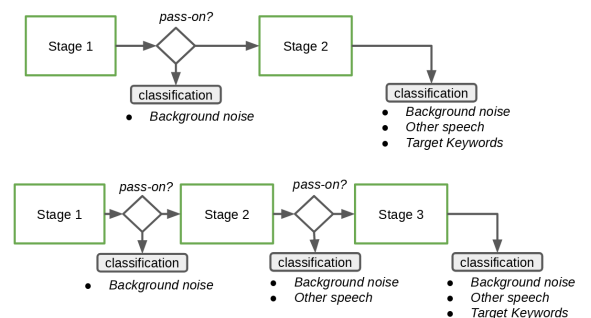 pass-on?
Stage 1
Stage 2
classification
● Background noise
classification
● Background noise
● Other speech
● Target Keywords
pass-on?
pass-on?
Stage 1
Stage 2
Stage 3
classification
● Background noise
classification
● Background noise
● Other speech
classification
● Background noise
● Other speech
● Target Keywords